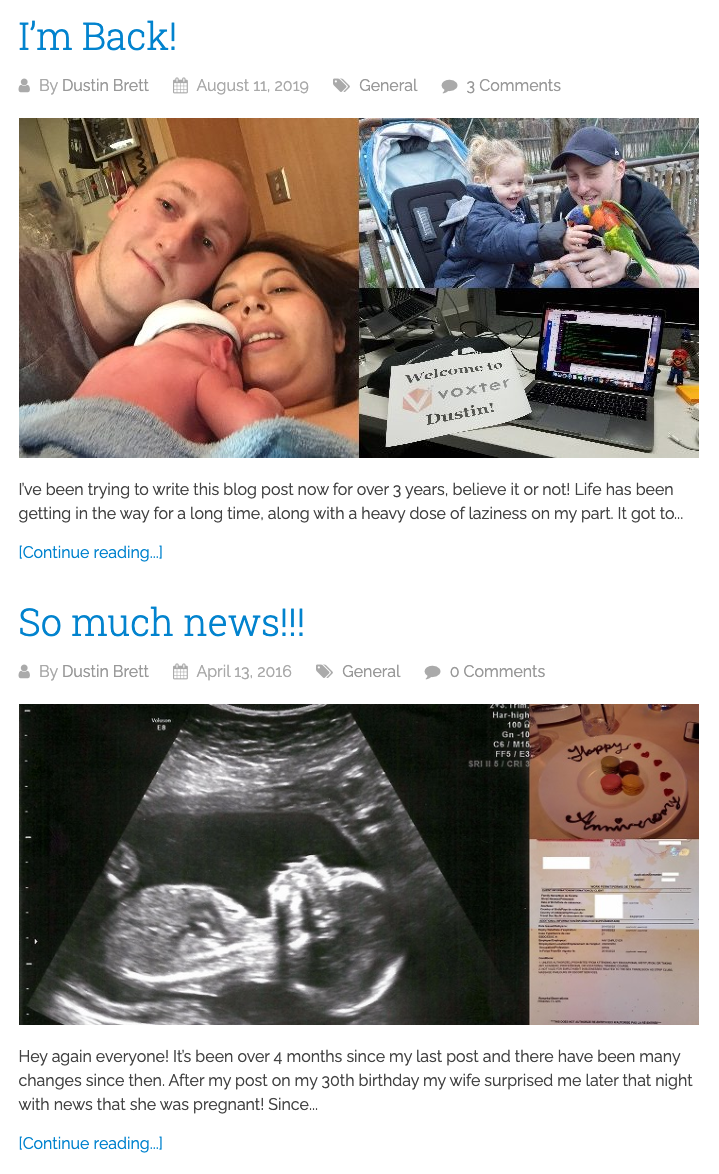 I’m Back!
By Dustin Brett August 11, 2019 General 3 Comments
Welcome to
voxter
Dustin!
I’ve been trying to write this blog post now for over 3 years, believe it or not! Life has been
getting in the way for a long time, along with a heavy dose of laziness on my part. It got to...
[Continue reading...]
So much news!!!
By Dustin Brett April 13, 2016 General 0 Comments
Voluson
E8
2+3. Trim.
Har-high
100
Gn -10
C6 / M15
FF5 / E3
SRI II 5 / CRI 3
Happy
Anniversary
Hey again everyone! It’s been over 4 months since my last post and there have been many
changes since then. After my post on my 30th birthday my wife surprised me later that night
with news that she was pregnant! Since...
[Continue reading...]